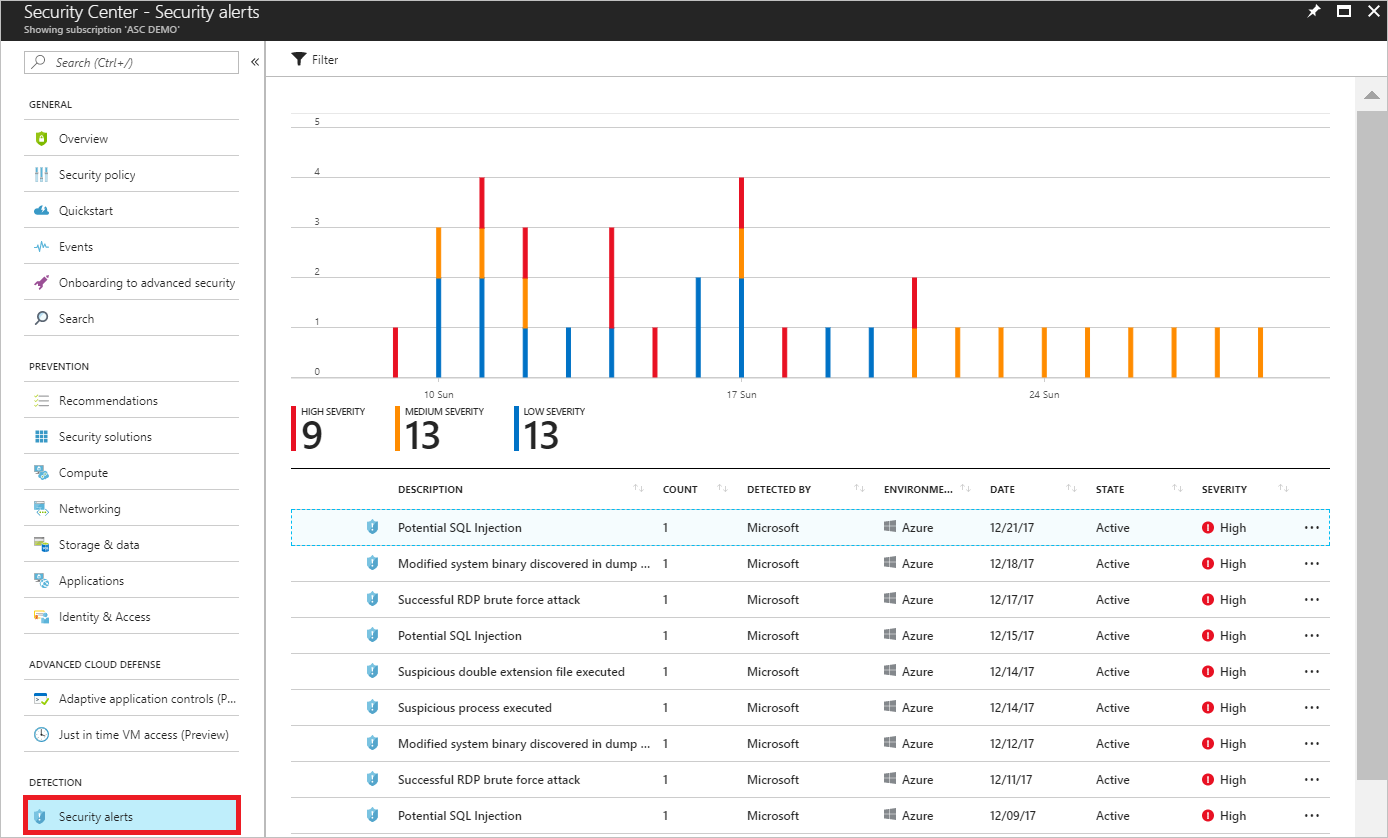 Security Center - Security alerts
Showing subscription 'ASC DEMO'
Search (Ctrl+/)
«
GENERAL
Overview
Security policy
Quickstart
Events
Onboarding to advanced security
Search
PREVENTION
Recommendations
Security solutions
Compute
Networking
Storage & data
Applications
Identity & Access
ADVANCED CLOUD DEFENSE
Adaptive application controls (P...
Just in time VM access (Preview)
DETECTION
Security alerts
Filter
5
4
3
2
1
0
10 Sun 17 Sun 24 Sun
HIGH SEVERITY MEDIUM SEVERITY LOW SEVERITY
9 13 13
DESCRIPTION COUNT DETECTED BY ENVIRONME... DATE STATE SEVERITY
Potential SQL Injection 1 Microsoft Azure 12/21/17 Active High ...
Modified system binary discovered in dump ... 1 Microsoft Azure 12/18/17 Active High ...
Successful RDP brute force attack 1 Microsoft Azure 12/17/17 Active High ...
Potential SQL Injection 1 Microsoft Azure 12/15/17 Active High ...
Suspicious double extension file executed 1 Microsoft Azure 12/14/17 Active High ...
Suspicious process executed 1 Microsoft Azure 12/14/17 Active High ...
Modified system binary discovered in dump ... 1 Microsoft Azure 12/12/17 Active High ...
Successful RDP brute force attack 1 Microsoft Azure 12/11/17 Active High ...
Potential SQL Injection 1 Microsoft Azure 12/09/17 Active High ...